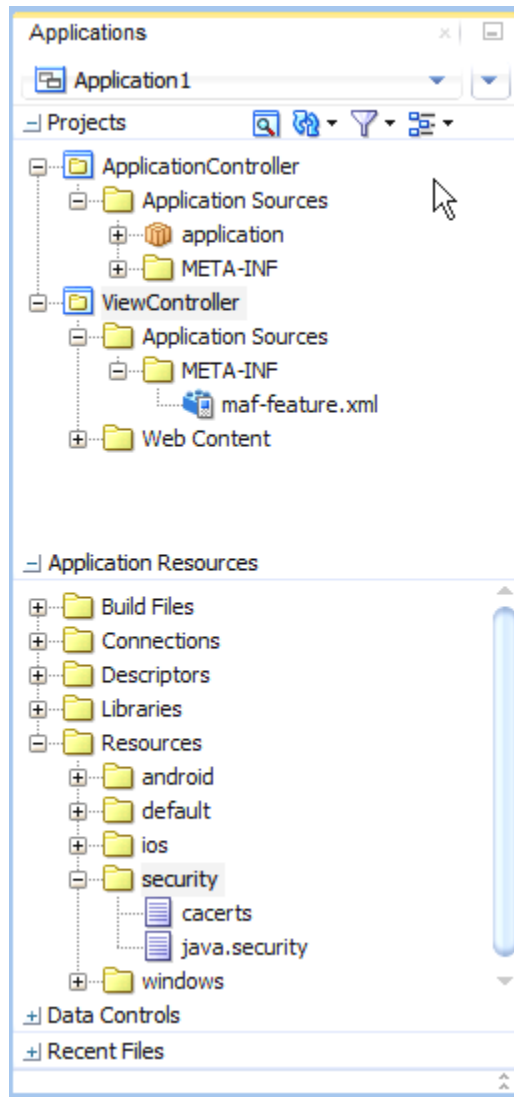 Applications
Application1
Projects
ApplicationController
Application Sources
application
META-INF
ViewController
Application Sources
META-INF
maf-feature.xml
Web Content
Application Resources
Build Files
Connections
Descriptors
Libraries
Resources
android
default
ios
security
cacerts
java.security
windows
Data Controls
Recent Files